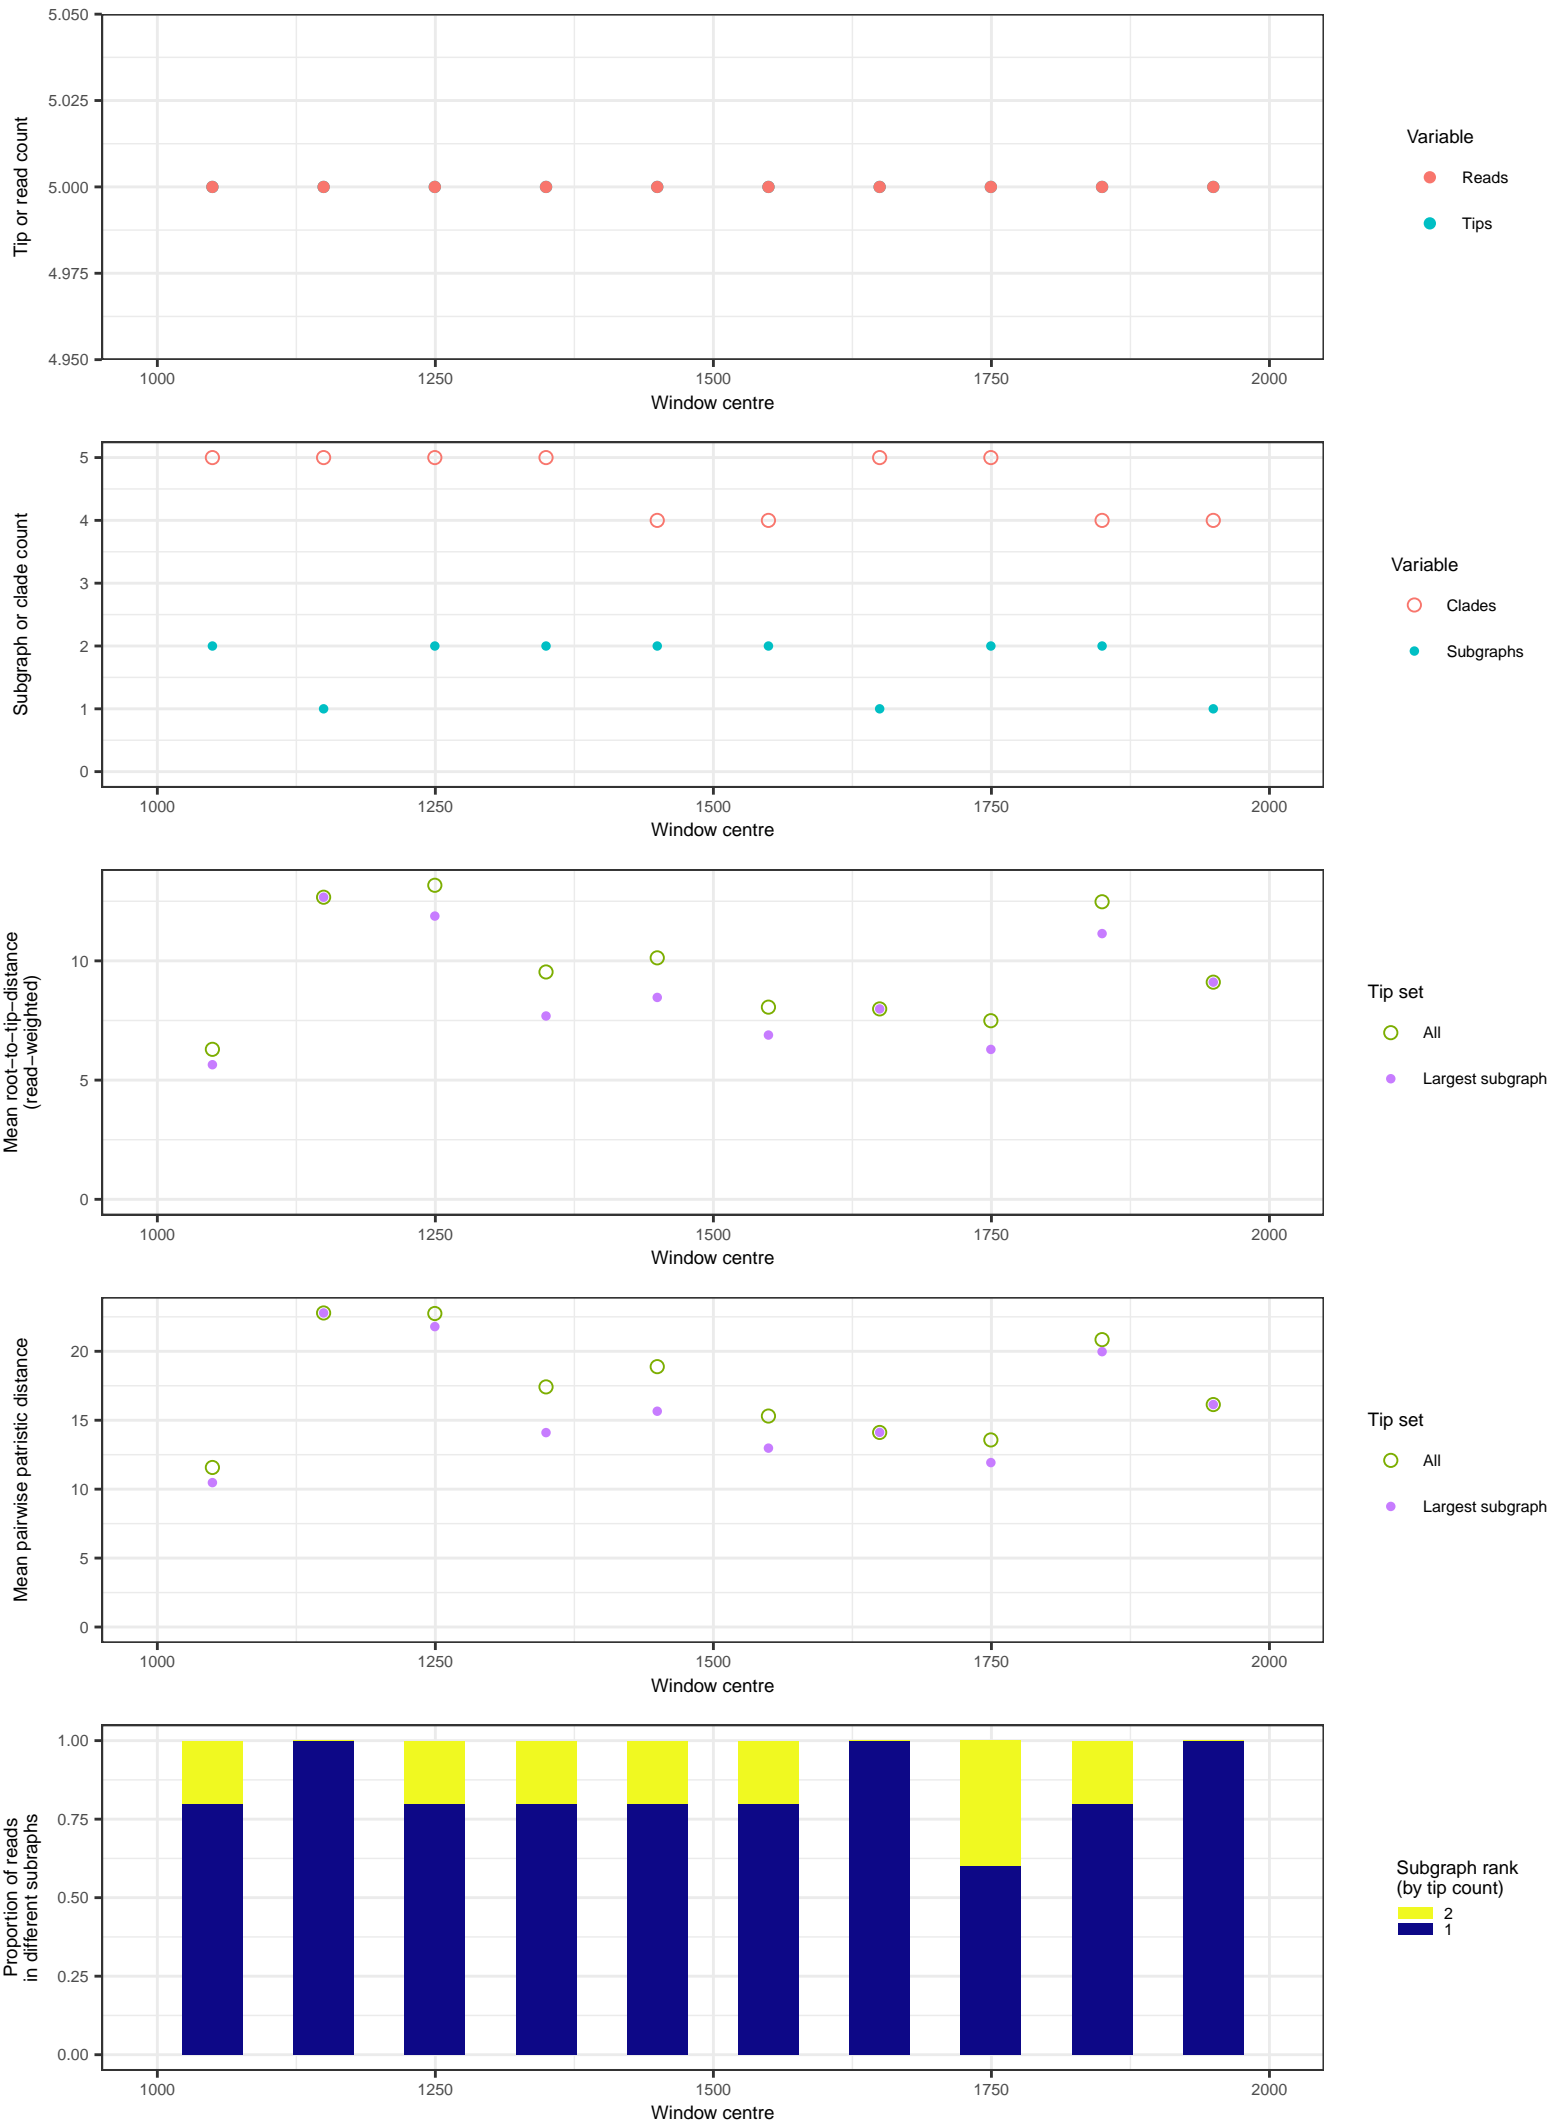 5.050
5.025
5.000
4.975
4.950
Tip or read count
1000 1250 1500 1750 2000
Window centre
Variable
Reads
Tips
5
4
3
2
1
0
Subgraph or clade count
1000 1250 1500 1750 2000
Window centre
Variable
Clades
Subgraphs
10
5
0
Mean root−to−tip−distance
(read−weighted)
1000 1250 1500 1750 2000
Window centre
Tip set
All
Largest subgraph
20
15
10
5
0
Mean pairwise patristic distance
1000 1250 1500 1750 2000
Window centre
Tip set
All
Largest subgraph
1.00
0.75
0.50
0.25
0.00
Proportion of reads
in different subraphs
1000 1250 1500 1750 2000
Window centre
Subgraph rank
(by tip count)
2
1